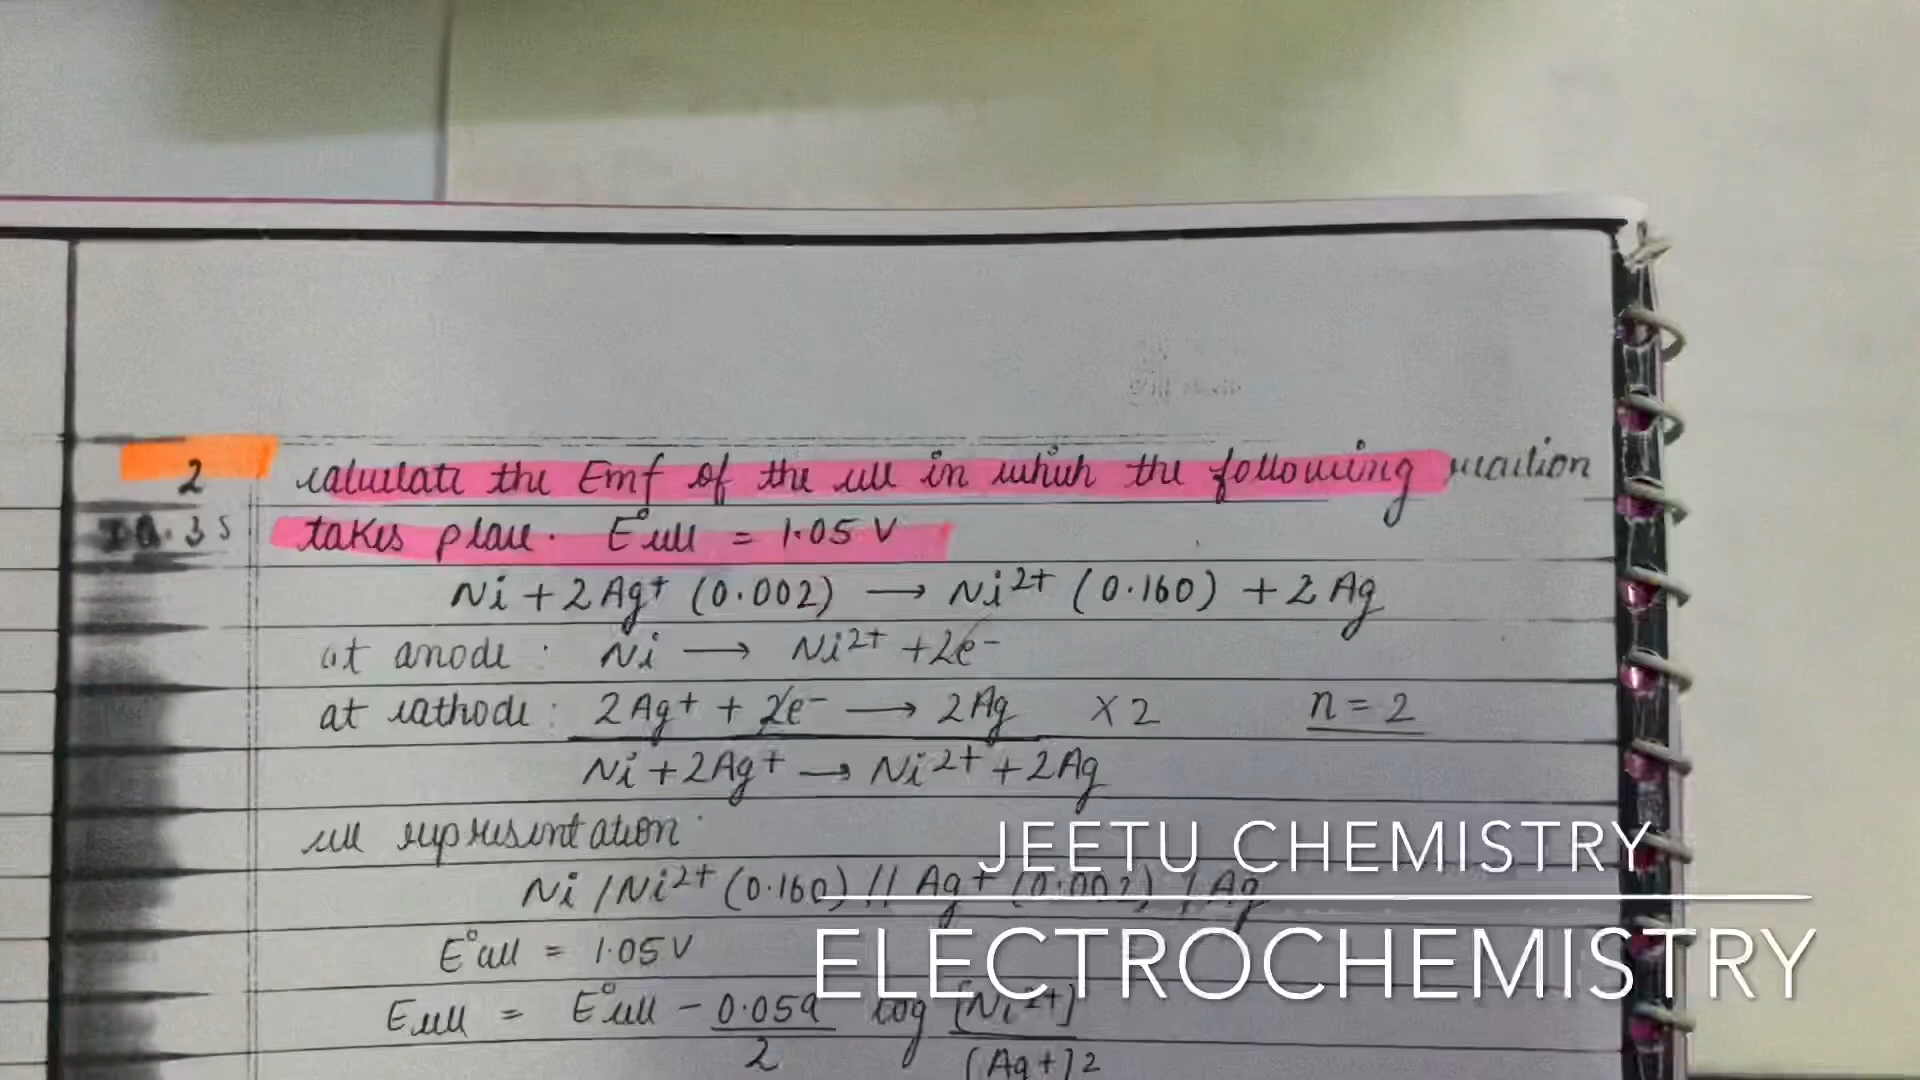 2 calculate the Emf of the cell in which the following reaction
takes place. E°cell = 1.05 V
Ni + 2Ag+ (0.002) → Ni2+ (0.160) + 2Ag
at anode : Ni → Ni2+ + 2e-
at cathode : 2Ag+ + 2e- → 2Ag X 2 n = 2
Ni + 2Ag+ → Ni2+ + 2Ag
cell representation
Ni / Ni2+ (0.160) // Ag+ (0.002) / Ag
E°cell = 1.05 V
Ecell = E°cell - 0.059 log [Ni2+]
2 [Ag+]2
JEETU CHEMISTRY
ELECTROCHEMISTRY